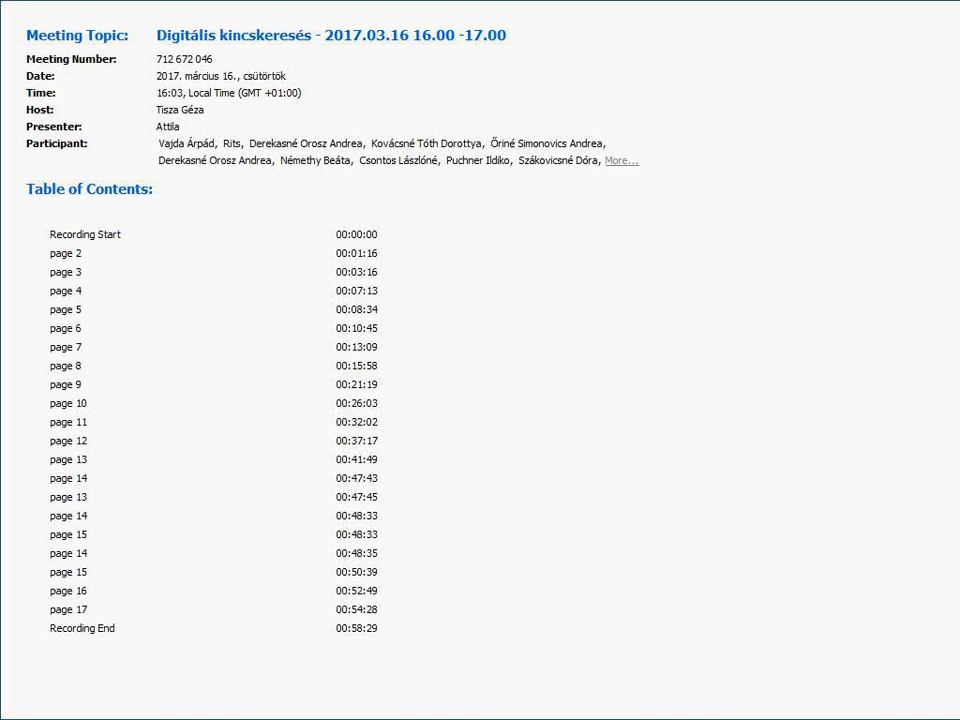 Meeting Topic: Digitális kincskeresés - 2017.03.16 16.00 -17.00
Meeting Number: 712 672 046
Date: 2017. március 16., csütörtök
Time: 16:03, Local Time (GMT +01:00)
Host: Tisza Géza
Presenter: Attila
Participant: Vajda Árpád, Rits, Derekasné Orosz Andrea, Kovácsné Tóth Dorottya, Őriné Simonovics Andrea,
Derekasné Orosz Andrea, Némethy Beáta, Csontos Lászlóné, Puchner Ildiko, Szákovicsné Dóra, More...
Table of Contents:
Recording Start 00:00:00
page 2 00:01:16
page 3 00:03:16
page 4 00:07:13
page 5 00:08:34
page 6 00:10:45
page 7 00:13:09
page 8 00:15:58
page 9 00:21:19
page 10 00:26:03
page 11 00:32:02
page 12 00:37:17
page 13 00:41:49
page 14 00:47:43
page 13 00:47:45
page 14 00:48:33
page 15 00:48:33
page 14 00:48:35
page 15 00:50:39
page 16 00:52:49
page 17 00:54:28
Recording End 00:58:29